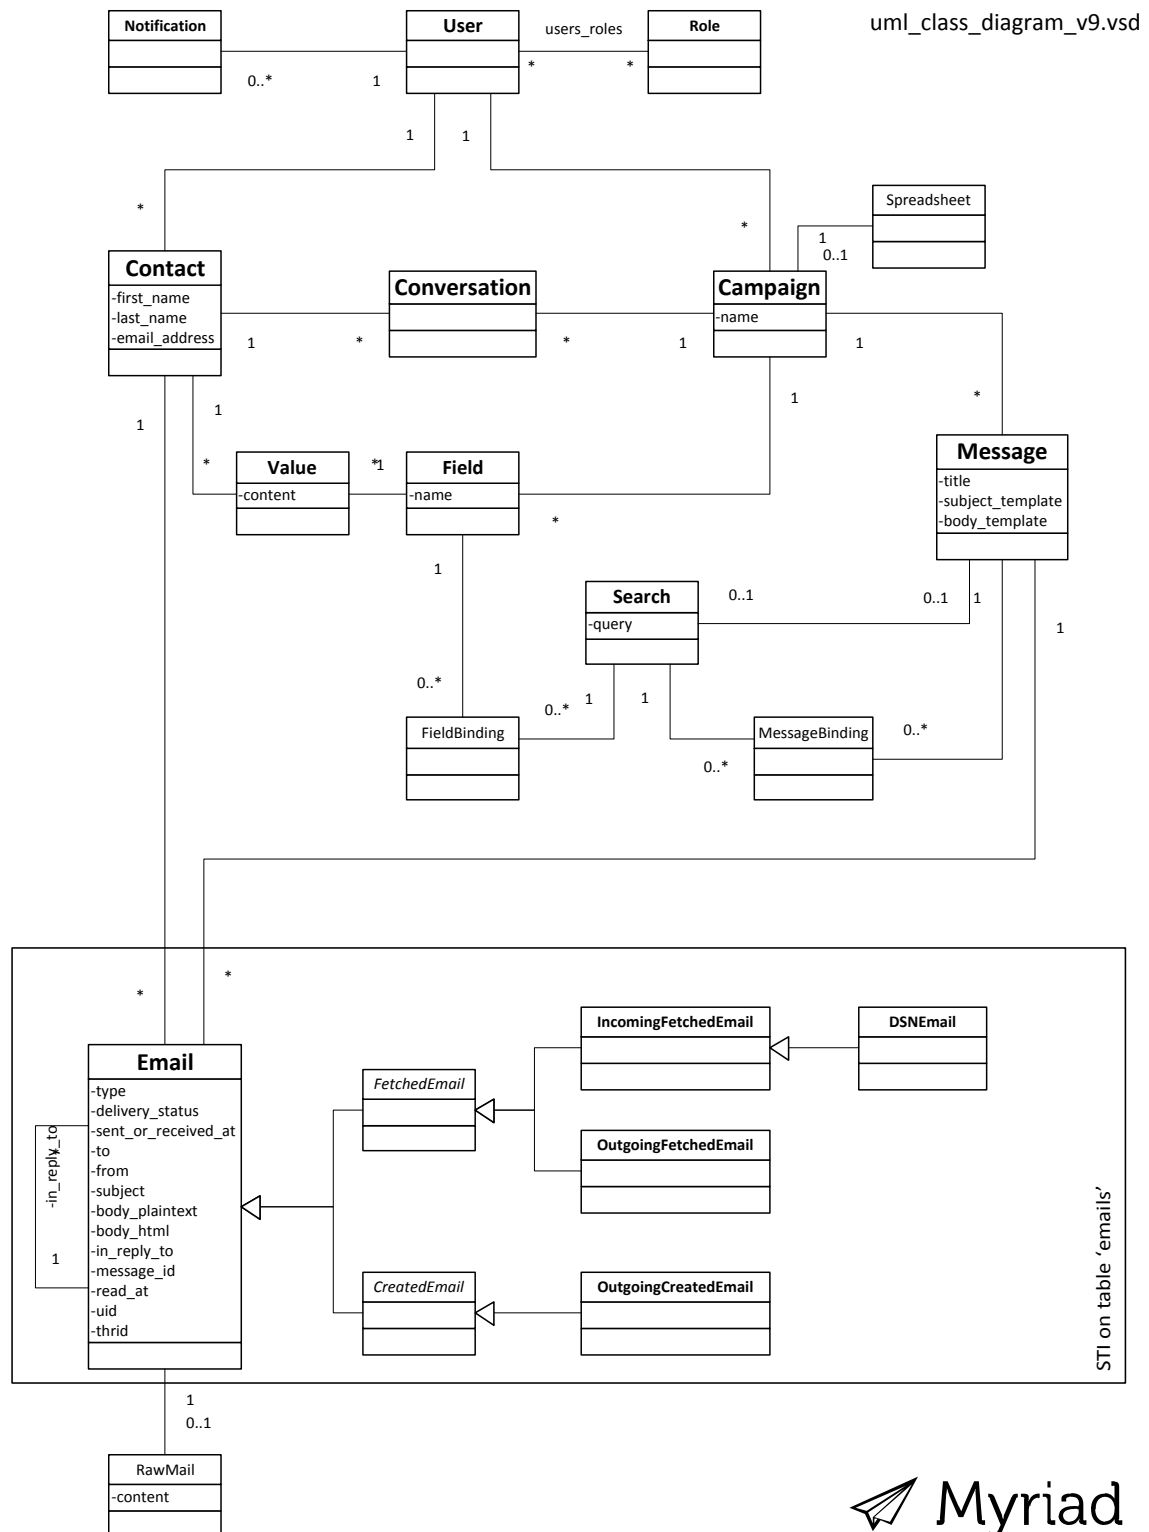 Notification
User
users_roles
Role
uml_class_diagram_v9.vsd
0..*
1
*
*
1
1
*
*
Spreadsheet
1
0..1
Contact
-first_name
-last_name
-email_address
Conversation
Campaign
-name
1
*
*
1
1
1
*
1
1
*
Value
-content
*1
Field
-name
*
Message
-title
-subject_template
-body_template
1
Search
-query
0..1
0..1
1
1
0..*
0..*
1
1
FieldBinding
MessageBinding
0..*
0..*
*
*
Email
-type
-delivery_status
-sent_or_received_at
-to
-from
-subject
-body_plaintext
-body_html
-in_reply_to
-message_id
-read_at
-uid
-thrid
-in_reply_to
*
1
FetchedEmail
IncomingFetchedEmail
DSNEmail
OutgoingFetchedEmail
CreatedEmail
OutgoingCreatedEmail
STI on table ‘emails’
1
0..1
RawMail
-content
Myriad